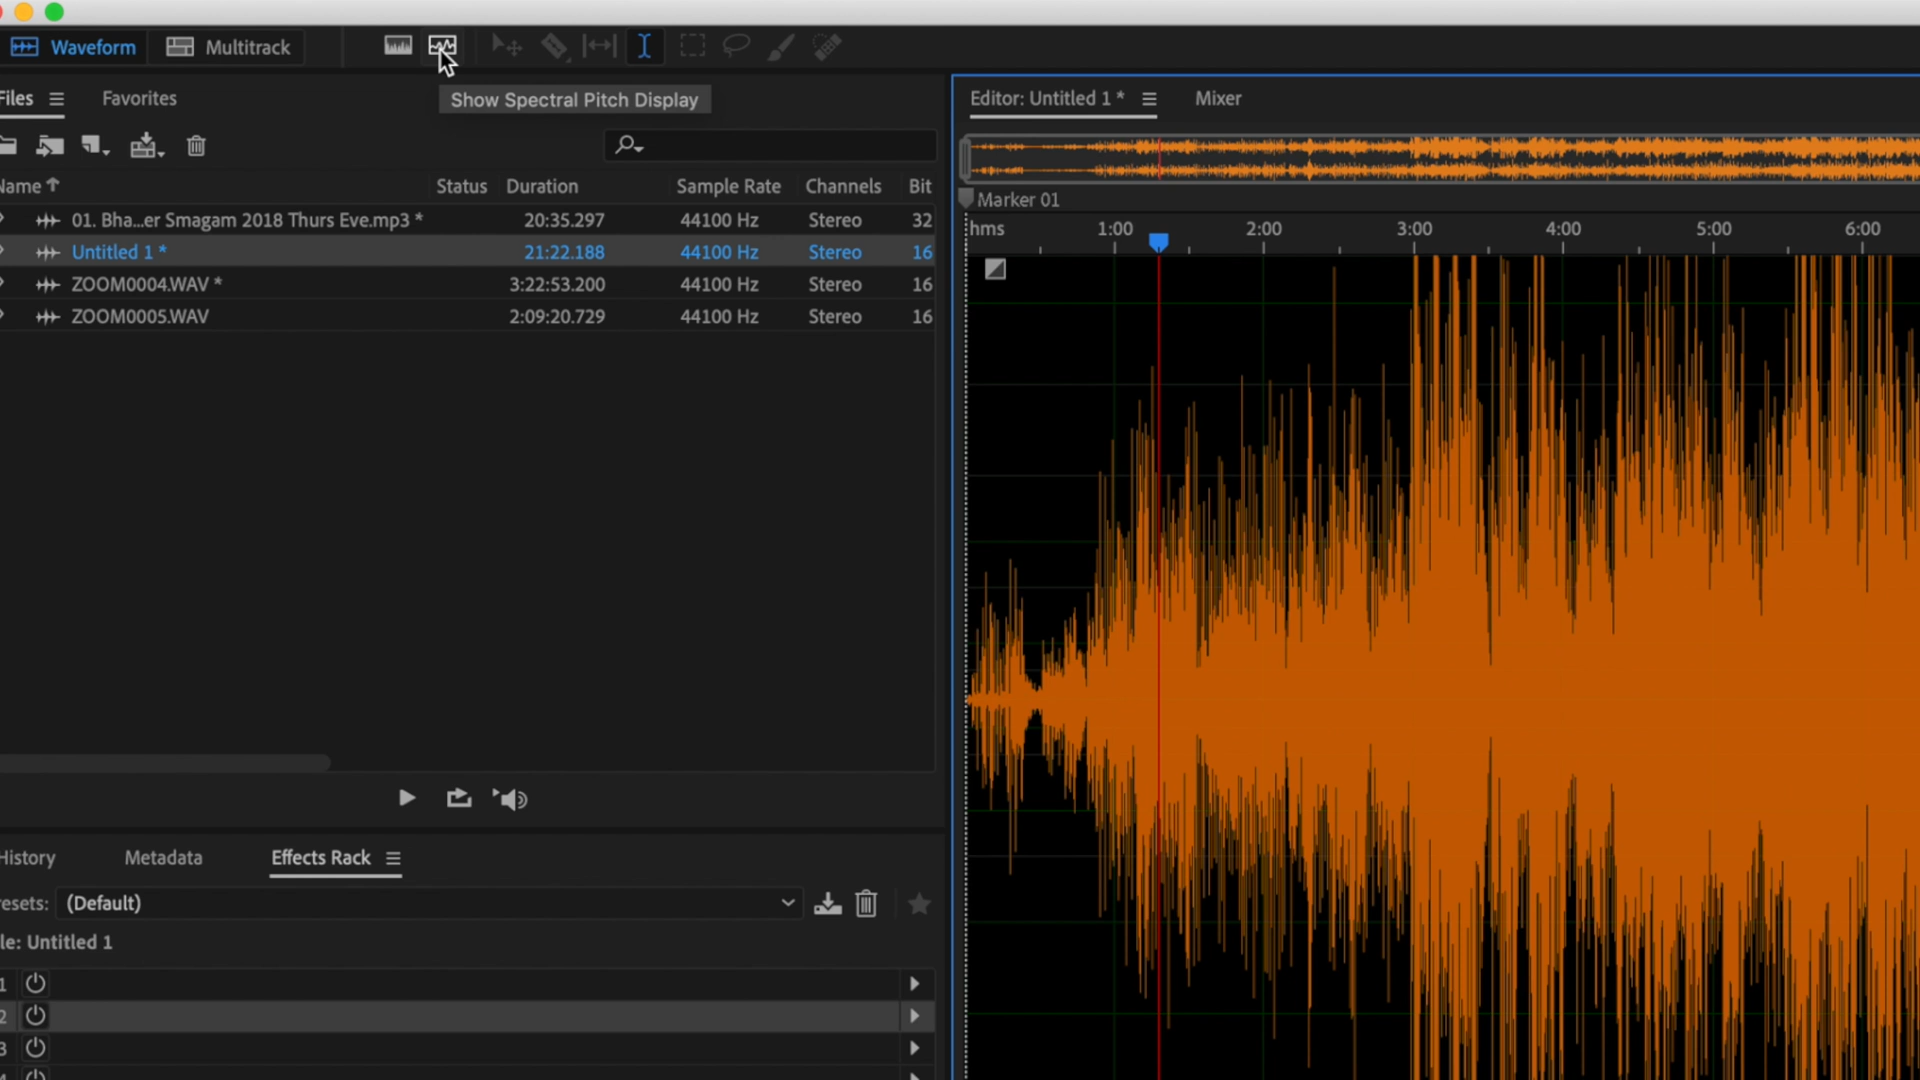 Waveform Multitrack
Show Spectral Pitch Display
Files Favorites
Name Status Duration Sample Rate Channels Bit
01. Bha...er Smagam 2018 Thurs Eve.mp3 * 20:35.297 44100 Hz Stereo 32
Untitled 1 * 21:22.188 44100 Hz Stereo 16
ZOOM0004.WAV * 3:22:53.200 44100 Hz Stereo 16
ZOOM0005.WAV 2:09:20.729 44100 Hz Stereo 16
History Metadata Effects Rack
resets: (Default)
le: Untitled 1
1
2
3
Editor: Untitled 1 * Mixer
Marker 01
hms 1:00 2:00 3:00 4:00 5:00 6:00